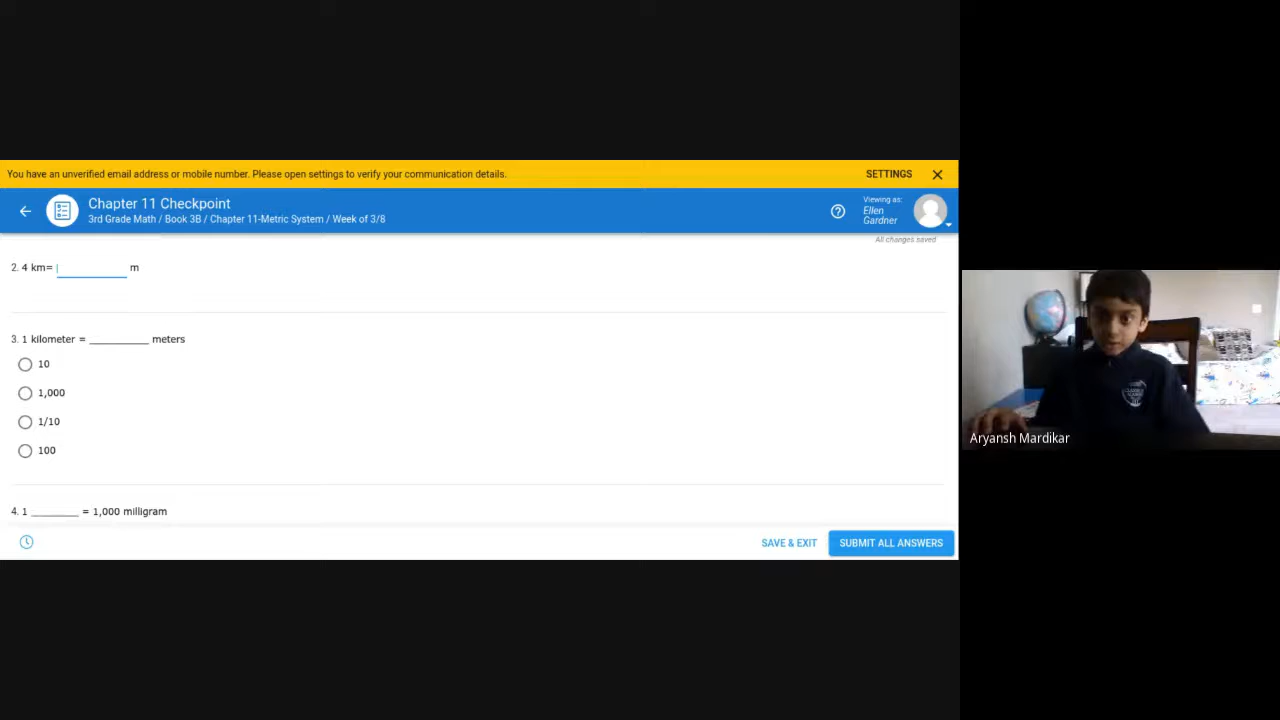 You have an unverified email address or mobile number. Please open settings to verify your communication details.
SETTINGS
Chapter 11 Checkpoint
3rd Grade Math / Book 3B / Chapter 11-Metric System / Week of 3/8
Viewing as:
Ellen
Gardner
All changes saved
2. 4 km= __________ m
3. 1 kilometer = __________ meters
10
1,000
1/10
100
4. 1 ________ = 1,000 milligram
SAVE & EXIT
SUBMIT ALL ANSWERS
Aryansh Mardikar